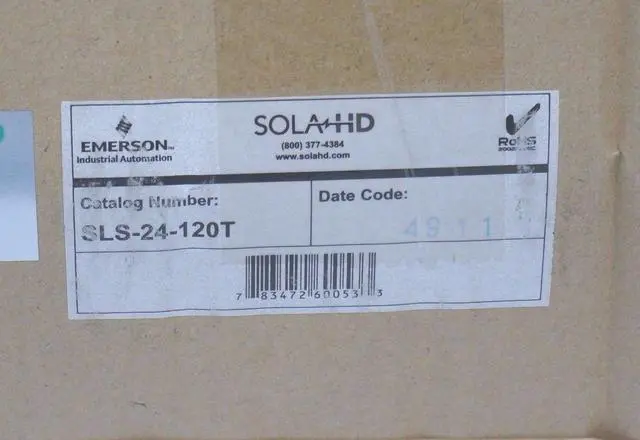 EMERSON™
Industrial Automation
SOLA HD
(800) 377-4384
www.solahd.com
RoHS
Catalog Number:
SLS-24-120T
Date Code:
4911
7 83472 60053 3